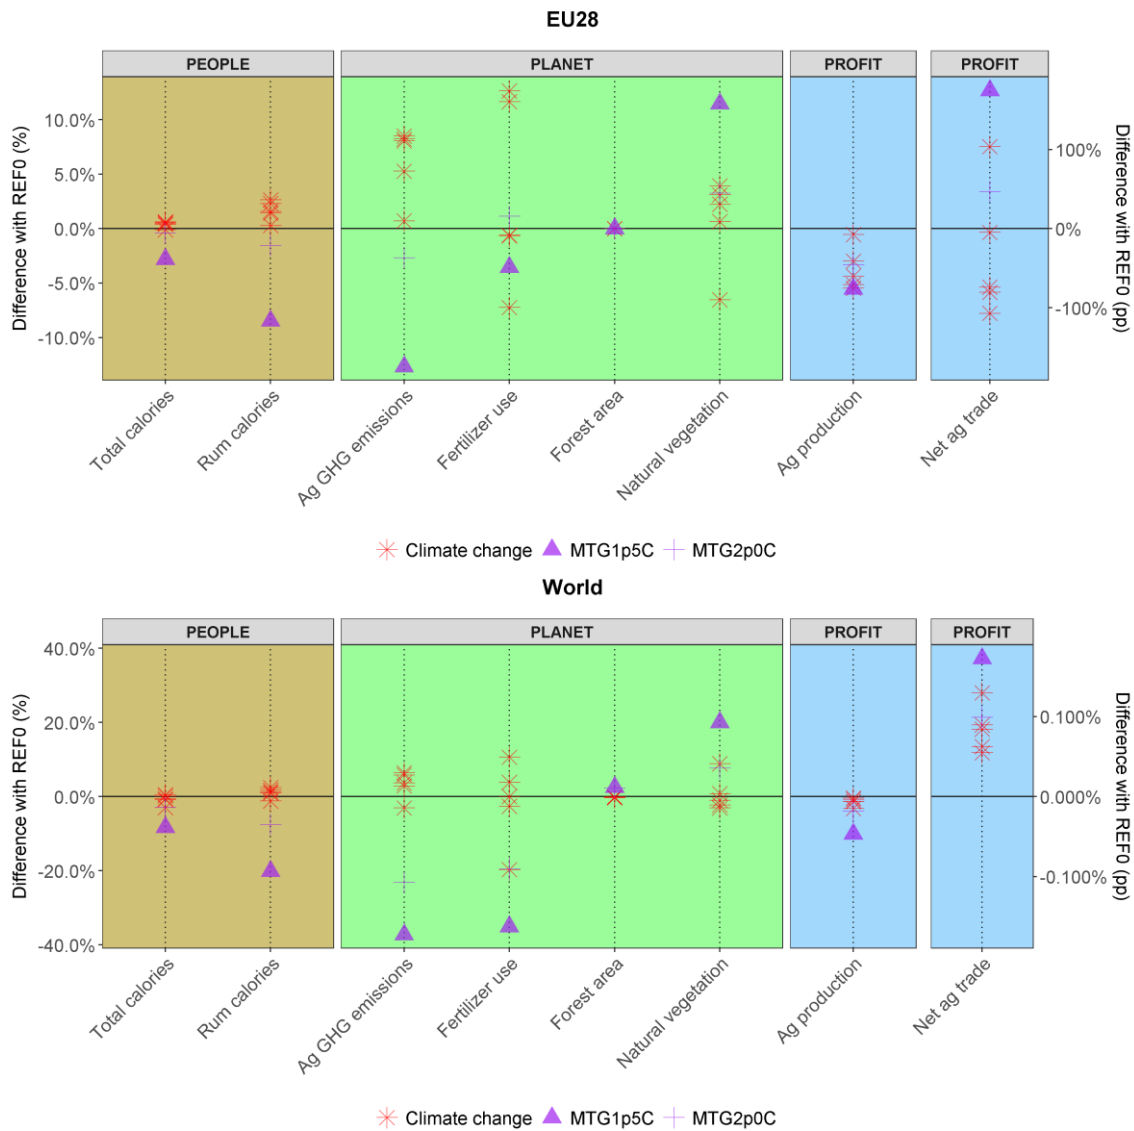 EU28
PEOPLE PLANET PROFIT PROFIT
Difference with REF0 (%)
10.0%
5.0%
0.0%
-5.0%
-10.0%
100%
0%
-100%
Difference with REF0 (pp)
Total calories
Rum calories
Ag GHG emissions
Fertilizer use
Forest area
Natural vegetation
Ag production
Net ag trade
Climate change MTG1p5C MTG2p0C
World
PEOPLE PLANET PROFIT PROFIT
Difference with REF0 (%)
40.0%
20.0%
0.0%
-20.0%
-40.0%
0.100%
0.000%
-0.100%
Difference with REF0 (pp)
Total calories
Rum calories
Ag GHG emissions
Fertilizer use
Forest area
Natural vegetation
Ag production
Net ag trade
Climate change MTG1p5C MTG2p0C